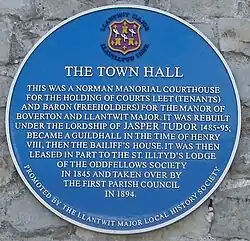 LLANTWIT MAJOR
LLANILLTUD FAWR
THE TOWN HALL
THIS WAS A NORMAN MANORIAL COURTHOUSE
FOR THE HOLDING OF COURTS LEET (TENANTS)
AND BARON (FREEHOLDERS) FOR THE MANOR OF
BOVERTON AND LLANTWIT MAJOR. IT WAS REBUILT
UNDER THE LORDSHIP OF JASPER TUDOR 1485-95,
BECAME A GUILDHALL IN THE TIME OF HENRY
VIII, THEN THE BAILIFF'S HOUSE. IT WAS THEN
LEASED IN PART TO THE ST. ILLTYD'S LODGE
OF THE ODDFELLOWS SOCIETY
IN 1845 AND TAKEN OVER BY
THE FIRST PARISH COUNCIL
IN 1894.
PROMOTED BY THE LLANTWIT MAJOR LOCAL HISTORY SOCIETY